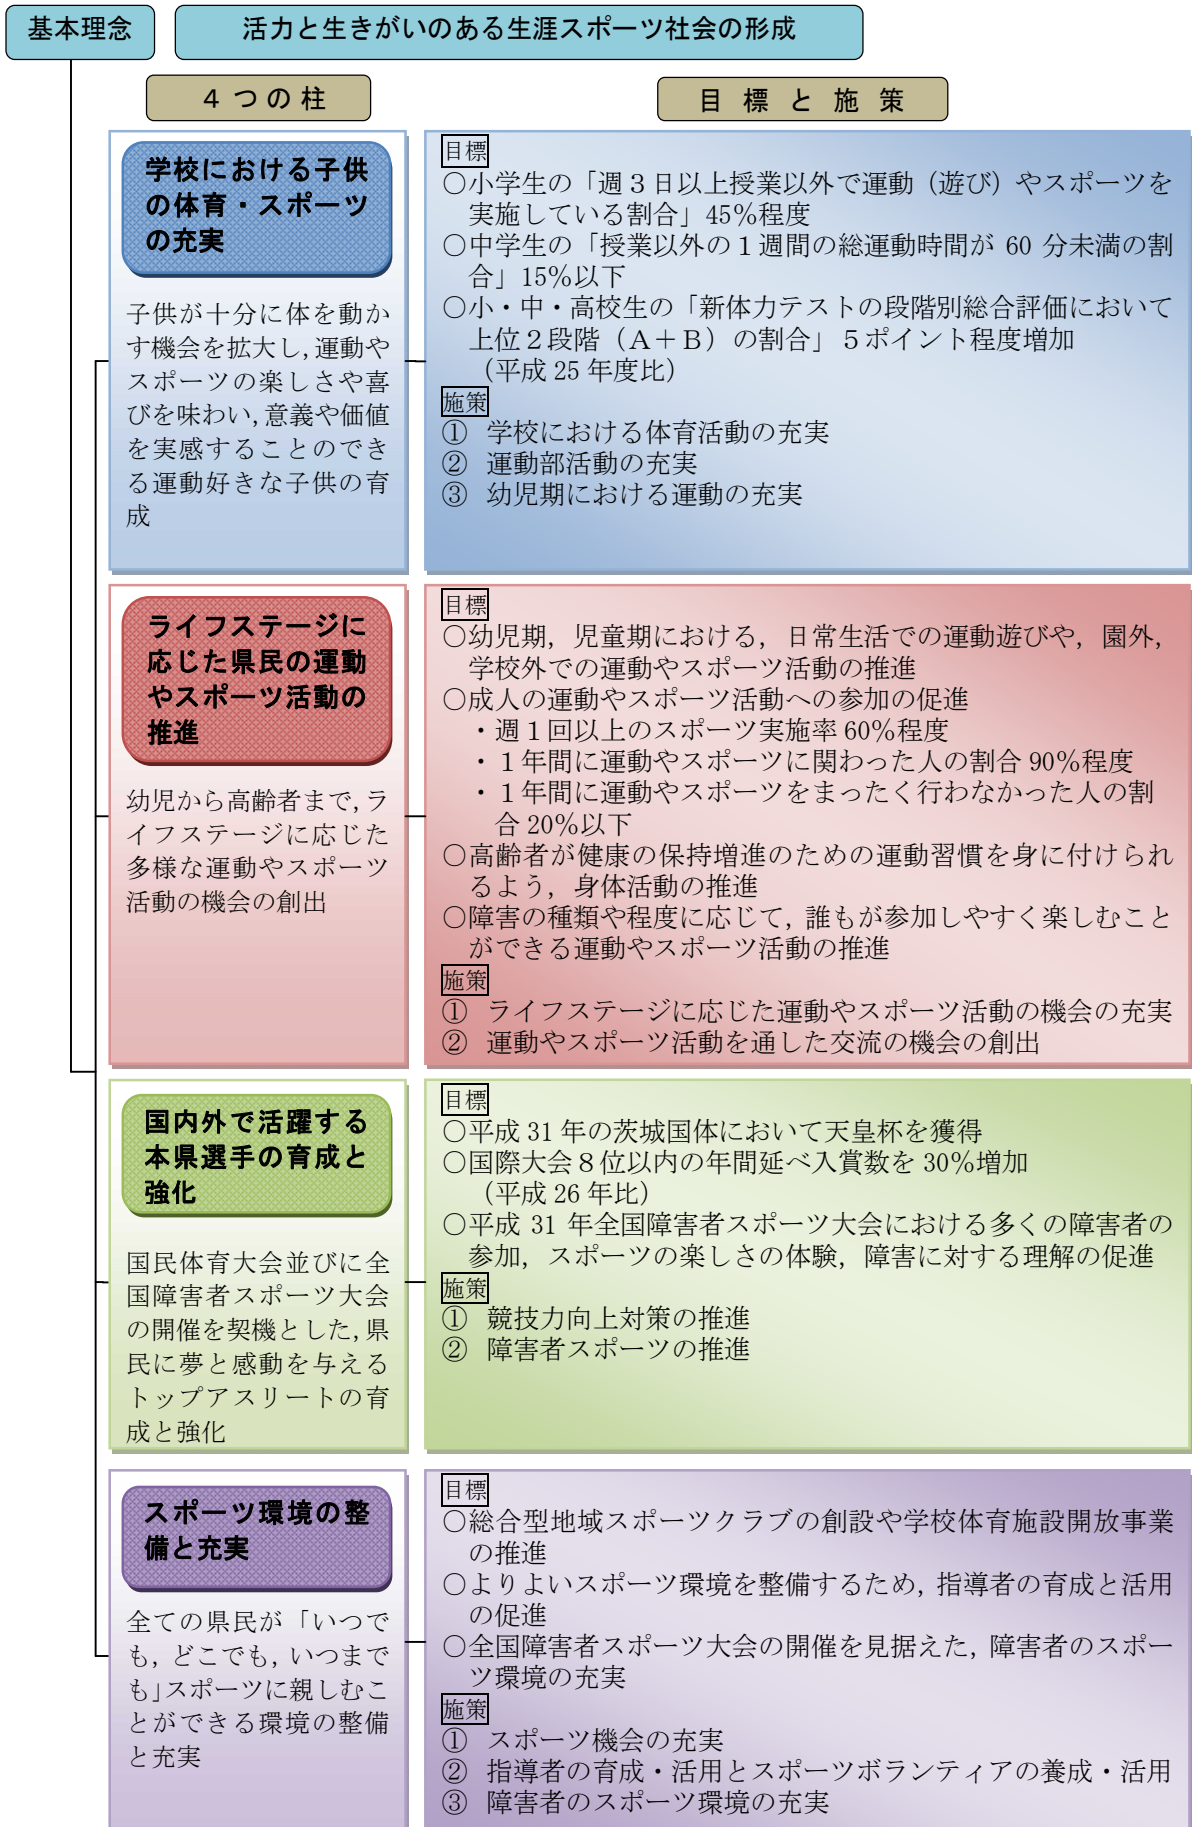 基本理念
活力と生きがいのある生涯スポーツ社会の形成
４つの柱
目標と施策
学校における子供
の体育・スポーツ
の充実
子供が十分に体を動か
す機会を拡大し，運動や
スポーツの楽しさや喜
びを味わい，意義や価値
を実感することのでき
る運動好きな子供の育
成
目標
○小学生の「週３日以上授業以外で運動（遊び）やスポーツを
実施している割合」45％程度
○中学生の「授業以外の１週間の総運動時間が 60 分未満の割
合」15％以下
○小・中・高校生の「新体力テストの段階別総合評価において
上位２段階（Ａ＋Ｂ）の割合」５ポイント程度増加
（平成 25 年度比）
施策
① 学校における体育活動の充実
② 運動部活動の充実
③ 幼児期における運動の充実
ライフステージに
応じた県民の運動
やスポーツ活動の
推進
幼児から高齢者まで，ラ
イフステージに応じた
多様な運動やスポーツ
活動の機会の創出
目標
○幼児期，児童期における，日常生活での運動遊びや，園外，
学校外での運動やスポーツ活動の推進
○成人の運動やスポーツ活動への参加の促進
・週１回以上のスポーツ実施率 60％程度
・１年間に運動やスポーツに関わった人の割合 90％程度
・１年間に運動やスポーツをまったく行わなかった人の割
合 20％以下
○高齢者が健康の保持増進のための運動習慣を身に付けられ
るよう，身体活動の推進
○障害の種類や程度に応じて，誰もが参加しやすく楽しむこと
ができる運動やスポーツ活動の推進
施策
① ライフステージに応じた運動やスポーツ活動の機会の充実
② 運動やスポーツ活動を通した交流の機会の創出
国内外で活躍する
本県選手の育成と
強化
国民体育大会並びに全
国障害者スポーツ大会
の開催を契機とした，県
民に夢と感動を与える
トップアスリートの育
成と強化
目標
○平成 31 年の茨城国体において天皇杯を獲得
○国際大会８位以内の年間延べ入賞数を 30％増加
（平成 26 年比）
○平成 31 年全国障害者スポーツ大会における多くの障害者の
参加，スポーツの楽しさの体験，障害に対する理解の促進
施策
① 競技力向上対策の推進
② 障害者スポーツの推進
スポーツ環境の整
備と充実
全ての県民が「いつで
も，どこでも，いつまで
も」スポーツに親しむこ
とができる環境の整備
と充実
目標
○総合型地域スポーツクラブの創設や学校体育施設開放事業
の推進
○よりよいスポーツ環境を整備するため，指導者の育成と活用
の促進
○全国障害者スポーツ大会の開催を見据えた，障害者のスポー
ツ環境の充実
施策
① スポーツ機会の充実
② 指導者の育成・活用とスポーツボランティアの養成・活用
③ 障害者のスポーツ環境の充実